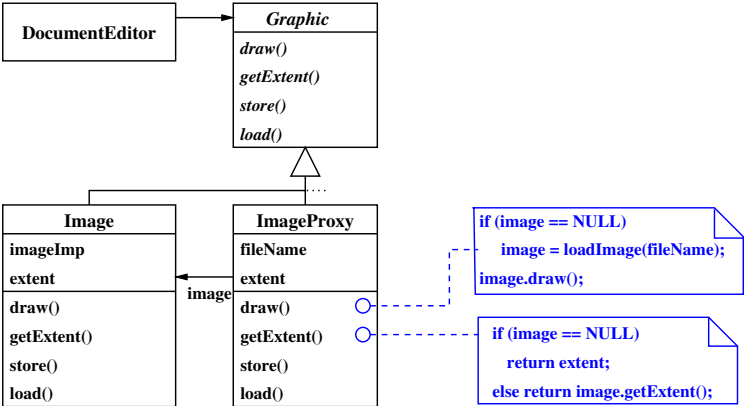 DocumentEditor
Graphic
draw()
getExtent()
store()
load()
Image
imageImp
extent
draw()
getExtent()
store()
load()
image
ImageProxy
fileName
extent
draw()
getExtent()
store()
load()
if (image == NULL)
image = loadImage(fileName);
image.draw();
if (image == NULL)
return extent;
else return image.getExtent();